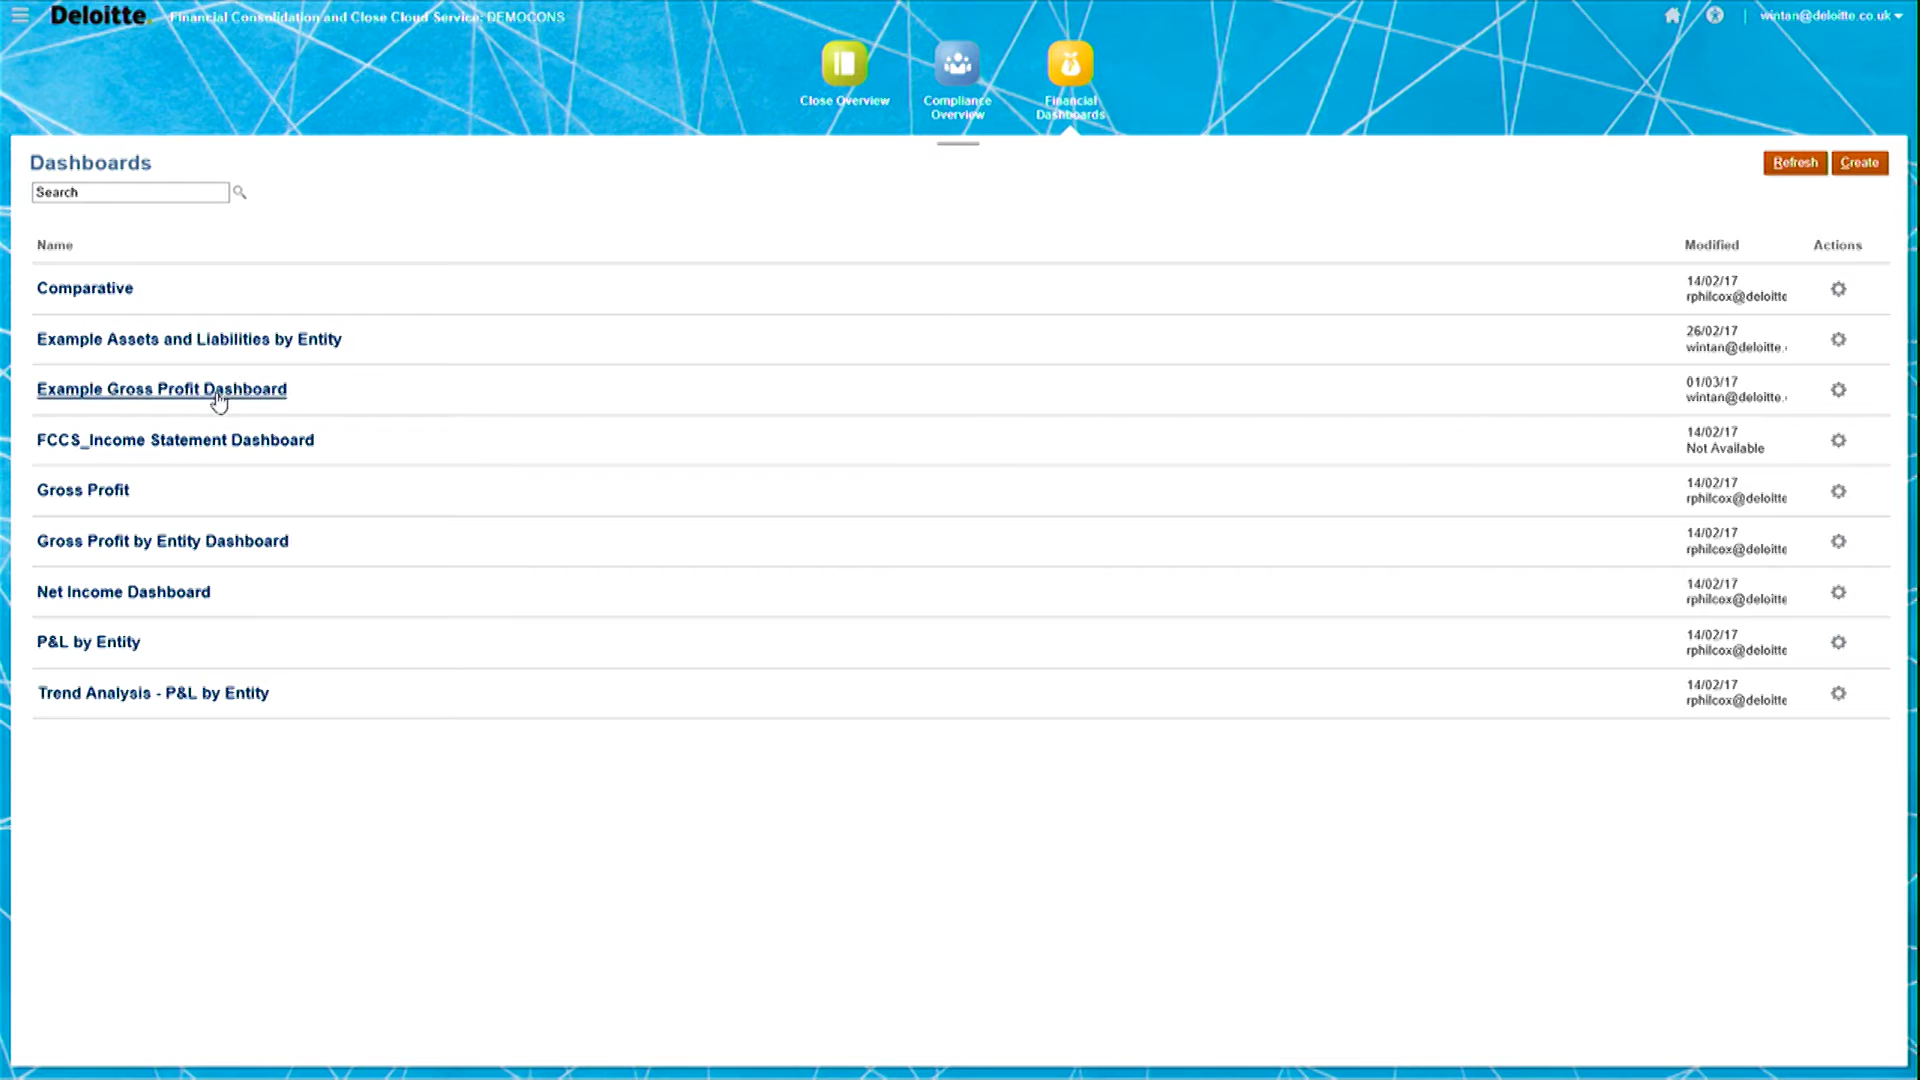 Deloitte.
Financial Consolidation and Close Cloud Service: DEMOCONS
wintan@deloitte.co.uk
Close Overview
Compliance
Overview
Financial
Dashboards
Dashboards
Refresh
Create
Search
Name
Modified
Actions
Comparative
14/02/17
rphilcox@deloitte
Example Assets and Liabilities by Entity
26/02/17
wintan@deloitte.
Example Gross Profit Dashboard
01/03/17
wintan@deloitte.
FCCS_Income Statement Dashboard
14/02/17
Not Available
Gross Profit
14/02/17
rphilcox@deloitte
Gross Profit by Entity Dashboard
14/02/17
rphilcox@deloitte
Net Income Dashboard
14/02/17
rphilcox@deloitte
P&L by Entity
14/02/17
rphilcox@deloitte
Trend Analysis - P&L by Entity
14/02/17
rphilcox@deloitte